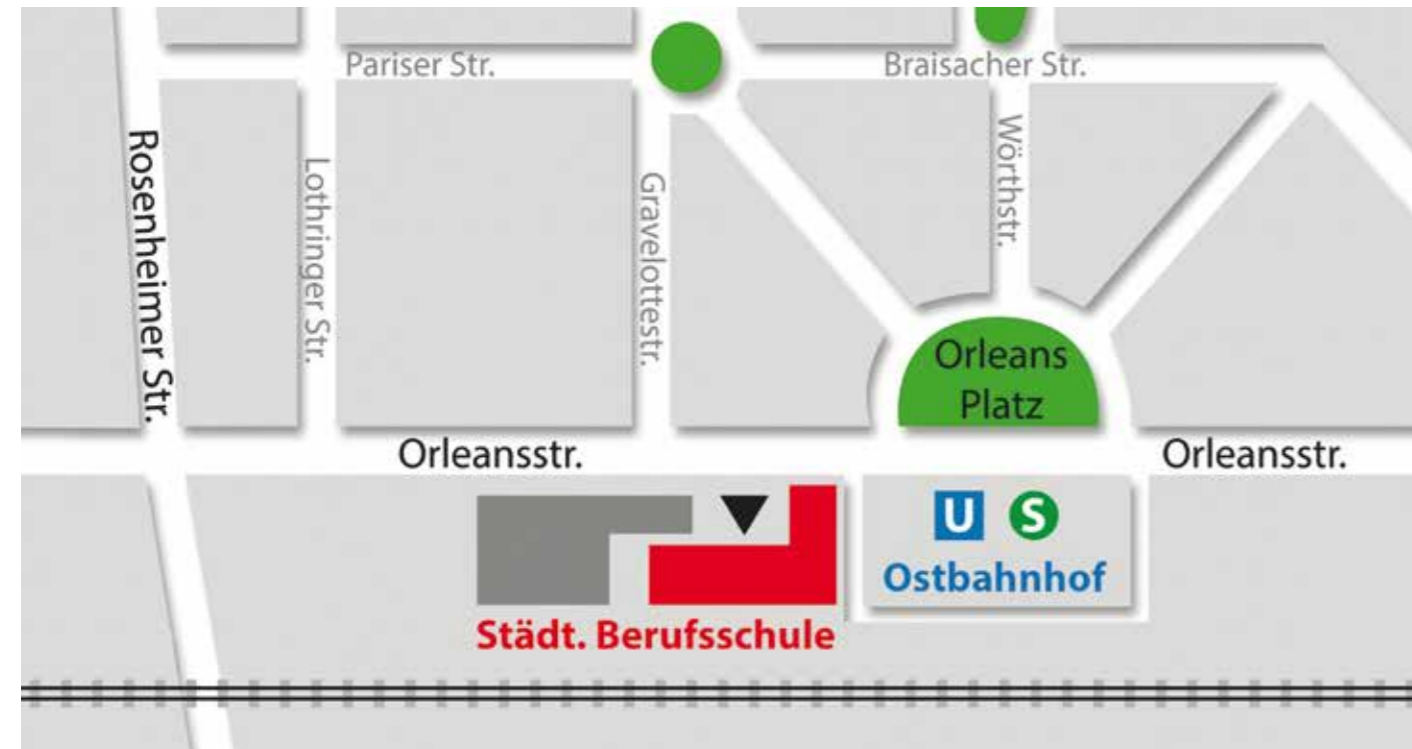 Pariser Str.
Braisacher Str.
Rosenheimer Str.
Lothringer Str.
Gravelottestr.
Wörthstr.
Orleans
Platz
Orleansstr.
Orleansstr.
U S
Ostbahnhof
Städt. Berufsschule